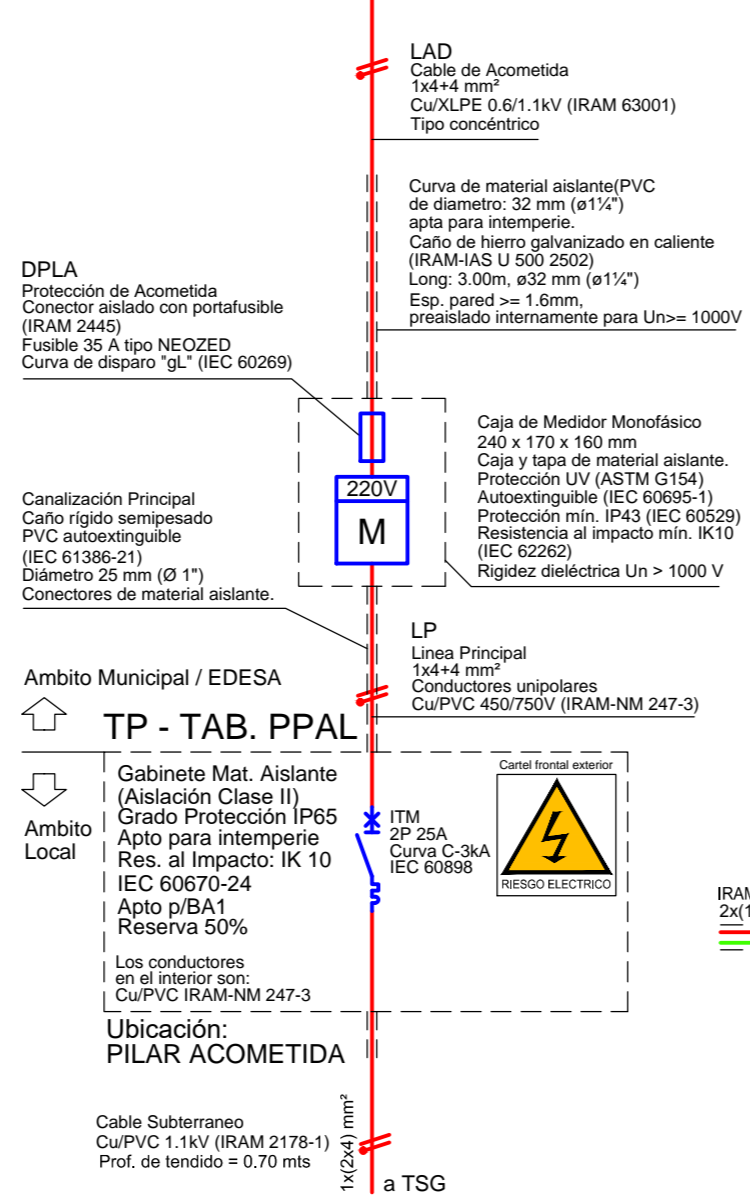 LAD
Cable de Acometida
1x4+4 mm²
Cu/XLPE 0.6/1.1kV (IRAM 63001)
Tipo concéntrico
Curva de material aislante(PVC
de diametro: 32 mm (ø1¼")
apta para intemperie.
Caño de hierro galvanizado en caliente
(IRAM-IAS U 500 2502)
Long: 3.00m, ø32 mm (ø1¼")
Esp. pared >= 1.6mm,
preaislado internamente para Un>= 1000V
DPLA
Protección de Acometida
Conector aislado con portafusible
(IRAM 2445)
Fusible 35 A tipo NEOZED
Curva de disparo "gL" (IEC 60269)
220V
M
Caja de Medidor Monofásico
240 x 170 x 160 mm
Caja y tapa de material aislante.
Protección UV (ASTM G154)
Autoextinguible (IEC 60695-1)
Protección mín. IP43 (IEC 60529)
Resistencia al impacto mín. IK10
(IEC 62262)
Rigidez dieléctrica Un > 1000 V
Canalización Principal
Caño rígido semipesado
PVC autoextinguible
(IEC 61386-21)
Diámetro 25 mm (Ø 1")
Conectores de material aislante.
LP
Linea Principal
1x4+4 mm²
Conductores unipolares
Cu/PVC 450/750V (IRAM-NM 247-3)
Ambito Municipal / EDESA
TP - TAB. PPAL
Ambito
Local
Gabinete Mat. Aislante
(Aislación Clase II)
Grado Protección IP65
Apto para intemperie
Res. al Impacto: IK 10
IEC 60670-24
Apto p/BA1
Reserva 50%
Los conductores
en el interior son:
Cu/PVC IRAM-NM 247-3
ITM
2P 25A
Curva C-3kA
IEC 60898
Cartel frontal exterior
RIESGO ELECTRICO
IRAM
2x(1
Ubicación:
PILAR ACOMETIDA
Cable Subterraneo
Cu/PVC 1.1kV (IRAM 2178-1)
Prof. de tendido = 0.70 mts
1x(2x4) mm²
a TSG